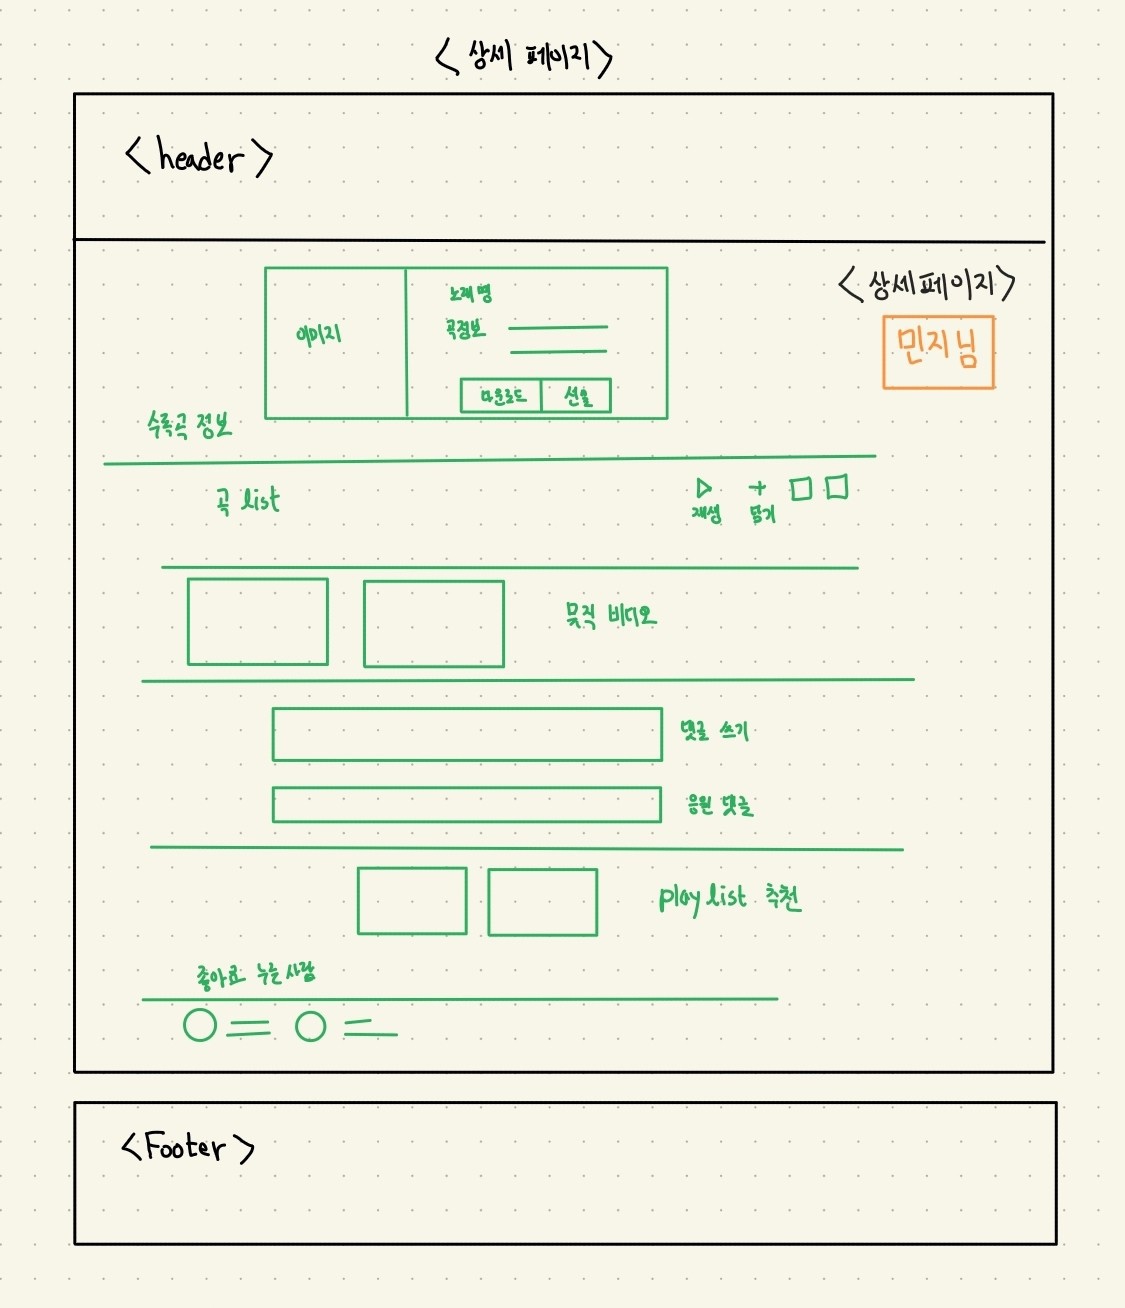 <상세 페이지>
<header>
<상세페이지>
민지님
이미지
노래명
곡정보
다운로드 선물
수록곡 정보
곡 list
재생 담기
뮤직 비디오
댓글 쓰기
응원 댓글
playlist 추천
좋아요 누른 사람
<Footer>